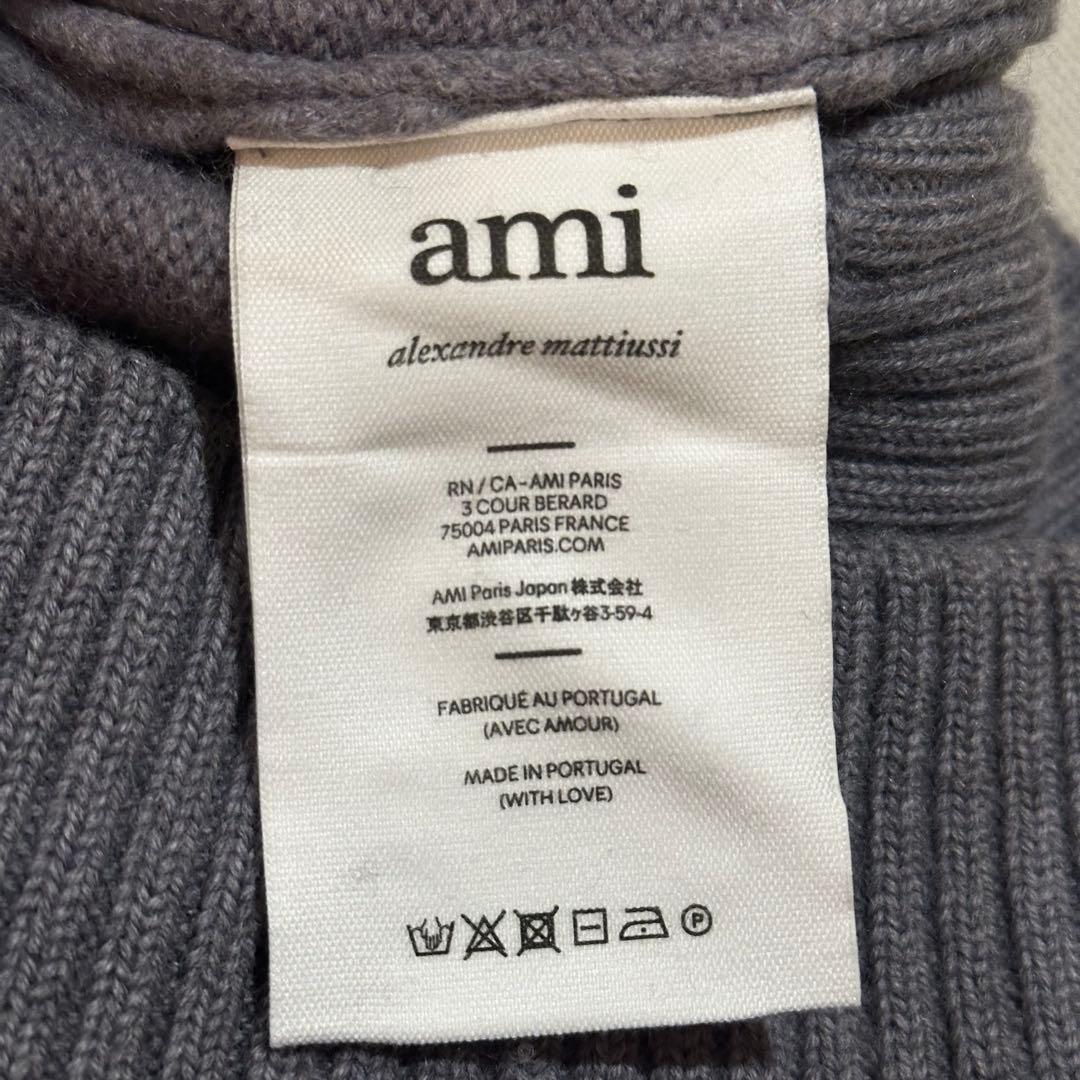 ami
alexandre mattiussi
RN / CA-AMI PARIS
3 COUR BERARD
75004 PARIS FRANCE
AMIPARIS.COM
AMI Paris Japan 株式会社
東京都渋谷区千駄ヶ谷3-59-4
FABRIQUÉ AU PORTUGAL
(AVEC AMOUR)
MADE IN PORTUGAL
(WITH LOVE)
P